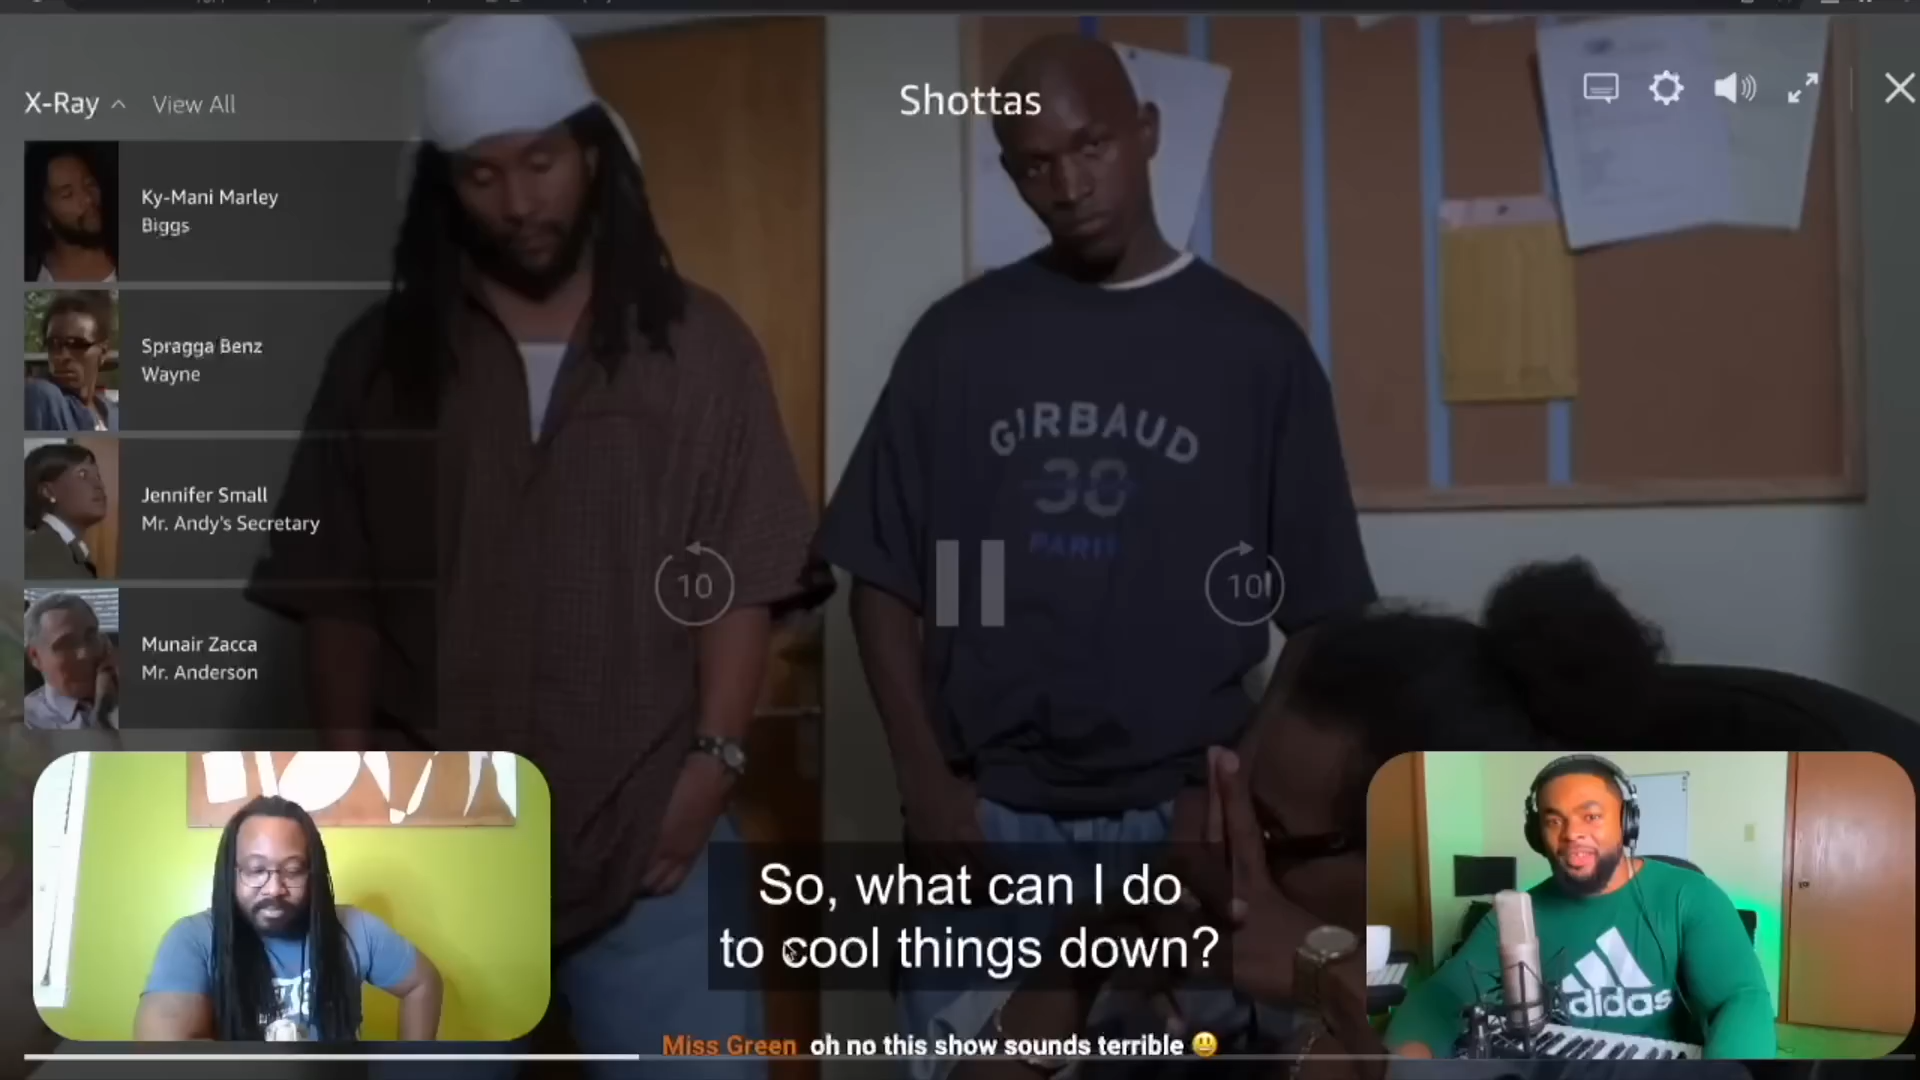 X-Ray View All
Shottas
Ky-Mani Marley
Biggs
Spragga Benz
Wayne
Jennifer Small
Mr. Andy's Secretary
Munair Zacca
Mr. Anderson
GIRBAUD
38
PARIS
10
10
So, what can I do
to cool things down?
adidas
Miss Green oh no this show sounds terrible 😃